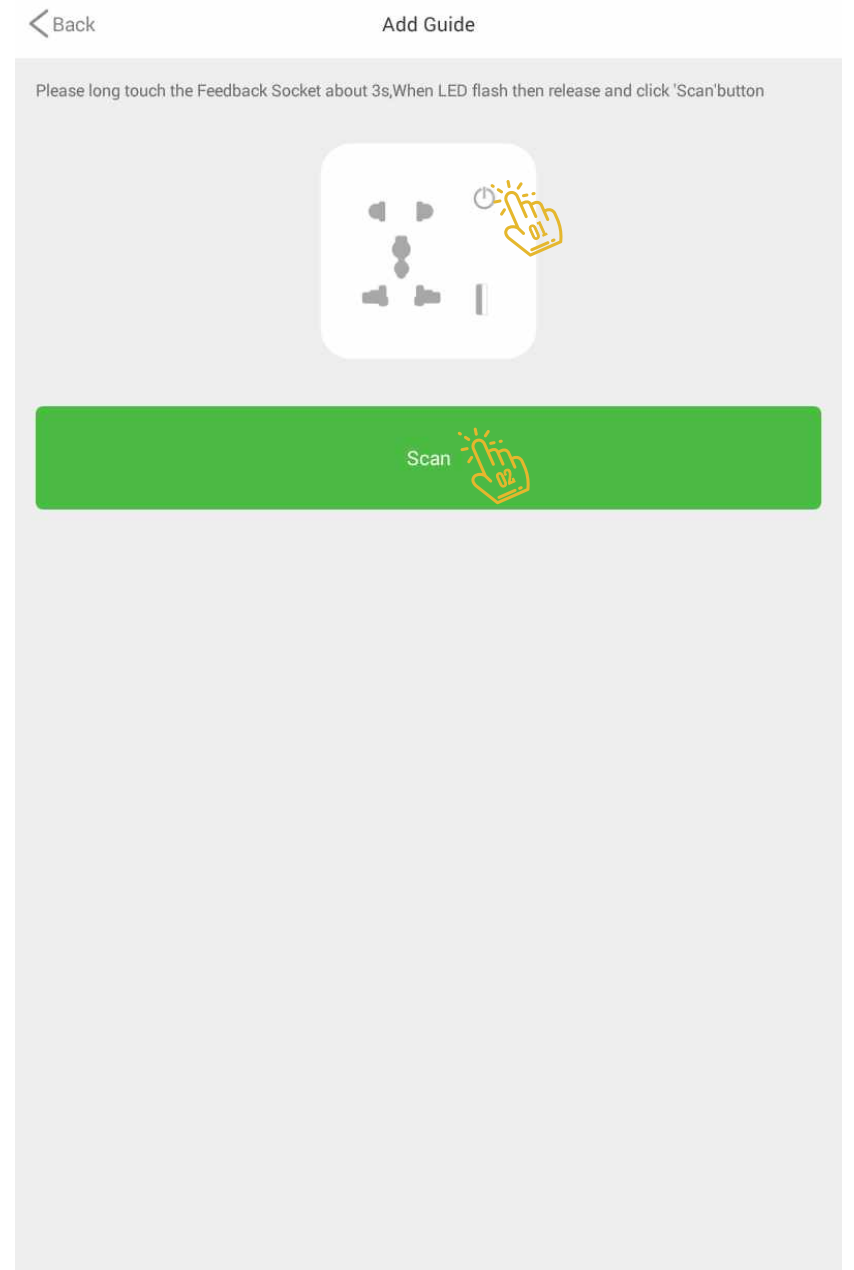 Back
Add Guide
Please long touch the Feedback Socket about 3s,When LED flash then release and click 'Scan'button
01
Scan
02